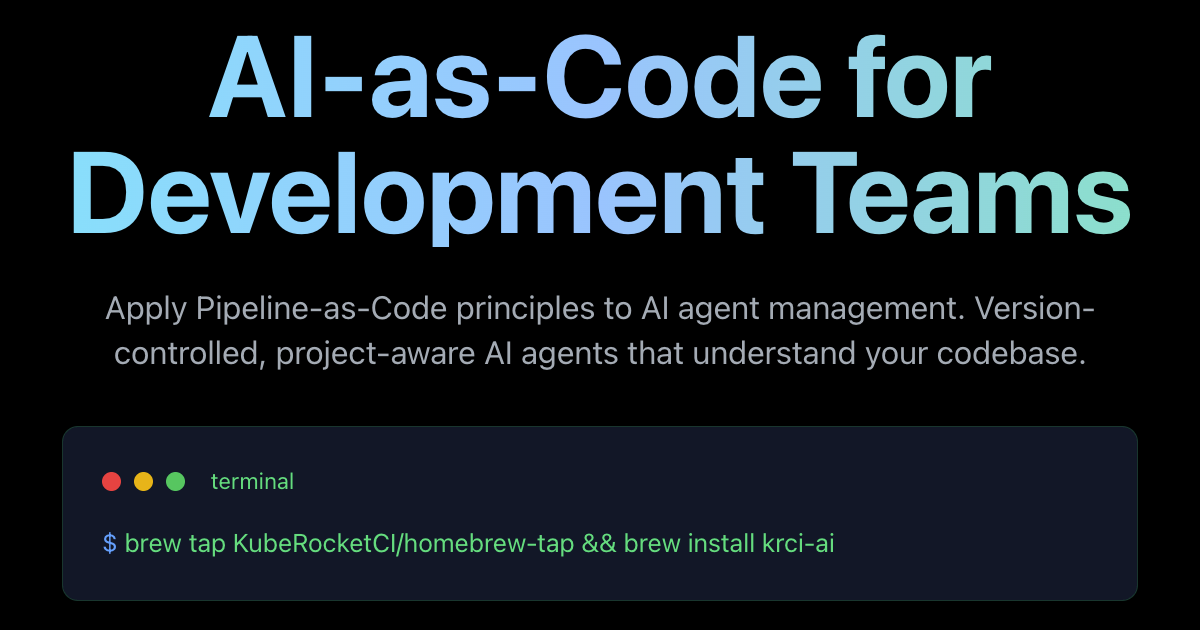 AI-as-Code for
Development Teams
Apply Pipeline-as-Code principles to AI agent management. Version-
controlled, project-aware AI agents that understand your codebase.
terminal
$ brew tap KubeRocketCI/homebrew-tap && brew install krci-ai